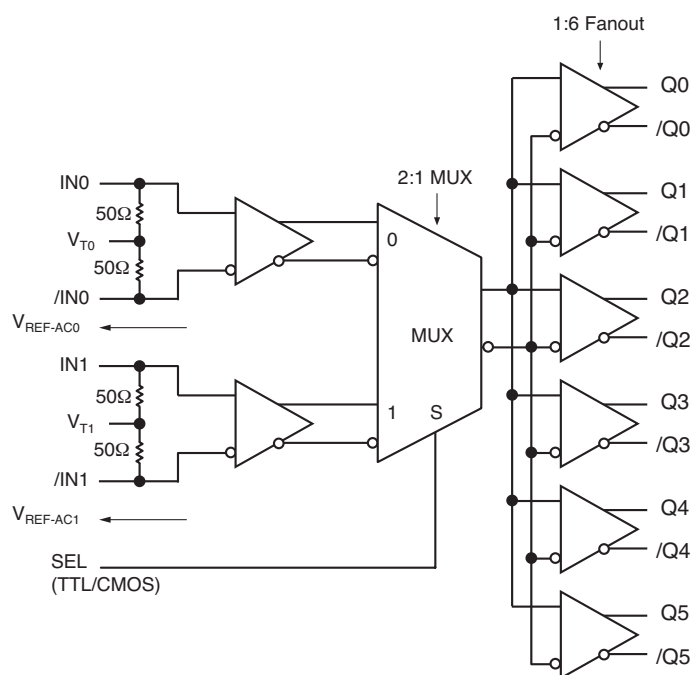 1:6 Fanout
Q0
/Q0
2:1 MUX
IN0
50Ω
VT0
50Ω
/IN0
VREF-AC0
0
Q1
/Q1
Q2
/Q2
MUX
IN1
50Ω
VT1
50Ω
/IN1
VREF-AC1
1 S
Q3
/Q3
Q4
/Q4
SEL
(TTL/CMOS)
Q5
/Q5